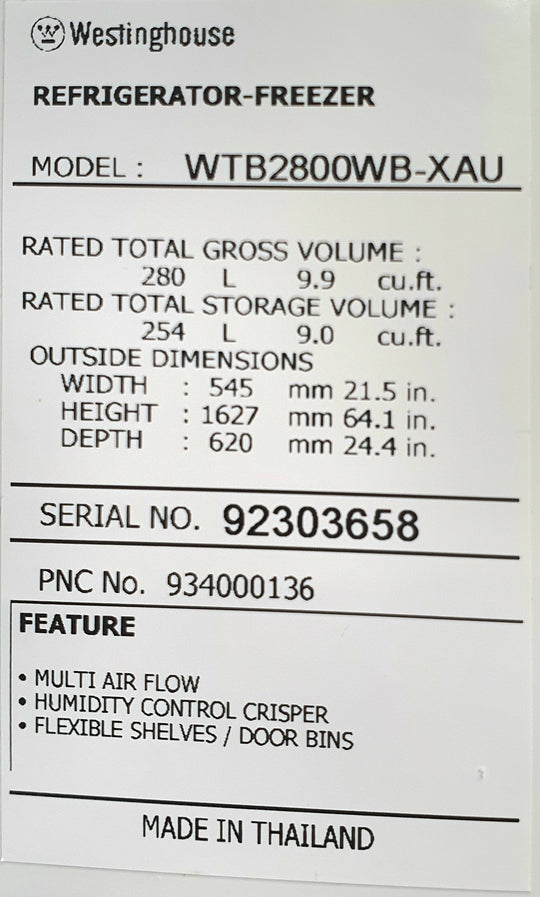 Westinghouse
REFRIGERATOR-FREEZER
MODEL : WTB2800WB-XAU
RATED TOTAL GROSS VOLUME :
280 L 9.9 cu.ft.
RATED TOTAL STORAGE VOLUME :
254 L 9.0 cu.ft.
OUTSIDE DIMENSIONS
WIDTH : 545 mm 21.5 in.
HEIGHT : 1627 mm 64.1 in.
DEPTH : 620 mm 24.4 in.
SERIAL NO. 92303658
PNC No. 934000136
FEATURE
• MULTI AIR FLOW
• HUMIDITY CONTROL CRISPER
• FLEXIBLE SHELVES / DOOR BINS
MADE IN THAILAND